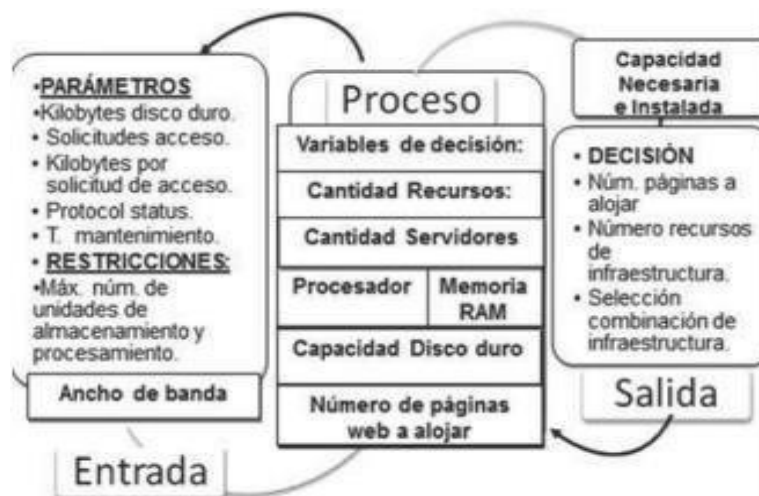 •PARÁMETROS
•Kilobytes disco duro.
• Solicitudes acceso.
• Kilobytes por
solicitud de acceso.
• Protocol status.
• T. mantenimiento.
• RESTRICCIONES:
•Máx. núm. de
unidades de
almacenamiento y
procesamiento.
Ancho de banda
Entrada
Proceso
Variables de decisión:
Cantidad Recursos:
Cantidad Servidores
Procesador
Memoria
RAM
Capacidad Disco duro
Número de páginas
web a alojar
Capacidad
Necesaria
e Instalada
• DECISIÓN
• Núm. páginas a
alojar
• Número recursos
de
infraestructura.
• Selección
combinación de
infraestructura.
Salida